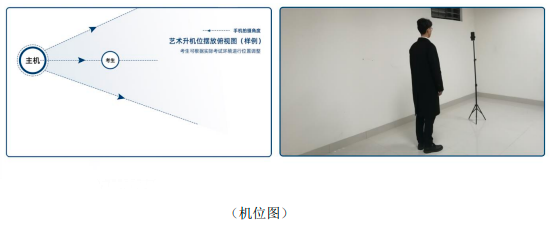 手机拍摄角度
艺术升机位摆放俯视图（样例）
考生可根据实际考试环境进行位置调整
主机
考生
（机位图）